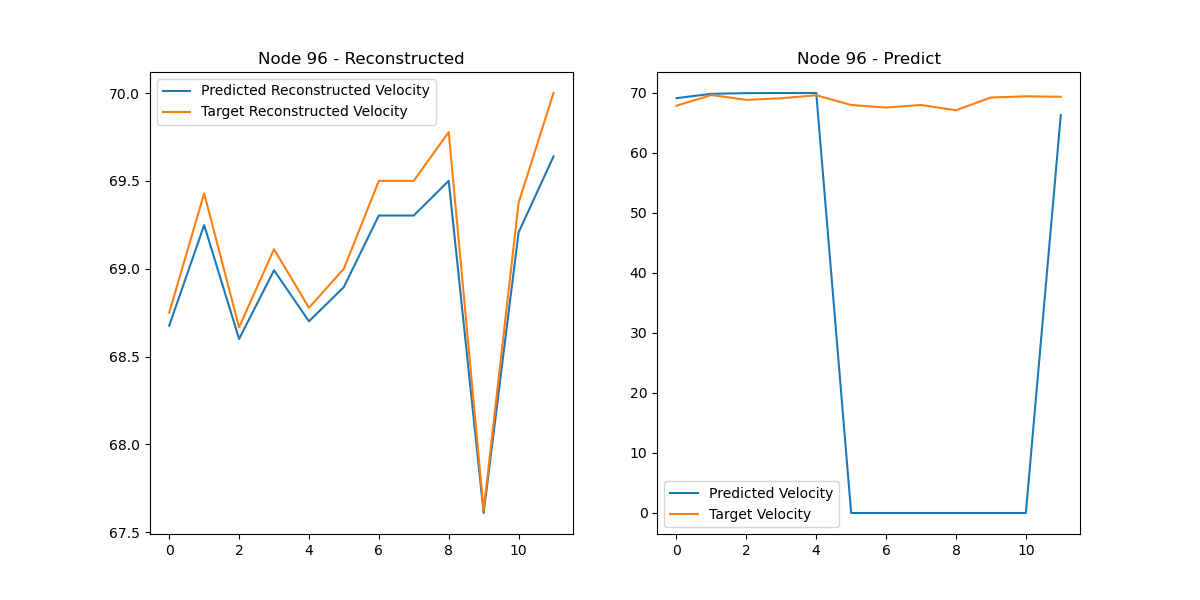 Node 96 - Reconstructed
Predicted Reconstructed Velocity
Target Reconstructed Velocity
70.0
69.5
69.0
68.5
68.0
67.5
0 2 4 6 8 10
Node 96 - Predict
70
60
50
40
30
20
10
0
Predicted Velocity
Target Velocity
0 2 4 6 8 10